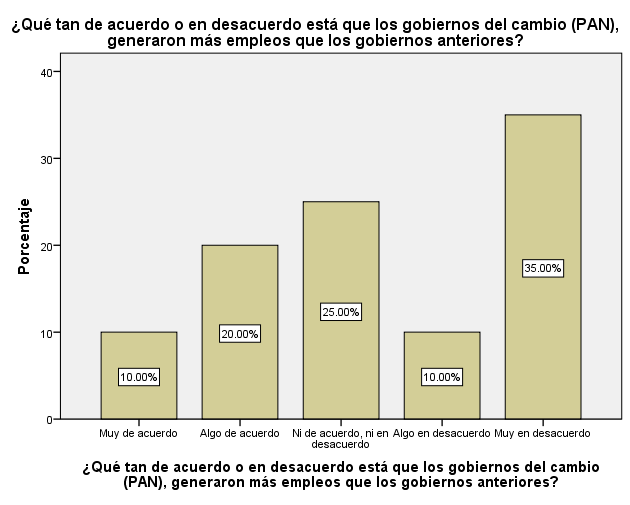 ¿Qué tan de acuerdo o en desacuerdo está que los gobiernos del cambio (PAN),
generaron más empleos que los gobiernos anteriores?
40
30
20
10
0
Porcentaje
10.00%
20.00%
25.00%
10.00%
35.00%
Muy de acuerdo
Algo de acuerdo
Ni de acuerdo, ni en
desacuerdo
Algo en desacuerdo
Muy en desacuerdo
¿Qué tan de acuerdo o en desacuerdo está que los gobiernos del cambio
(PAN), generaron más empleos que los gobiernos anteriores?